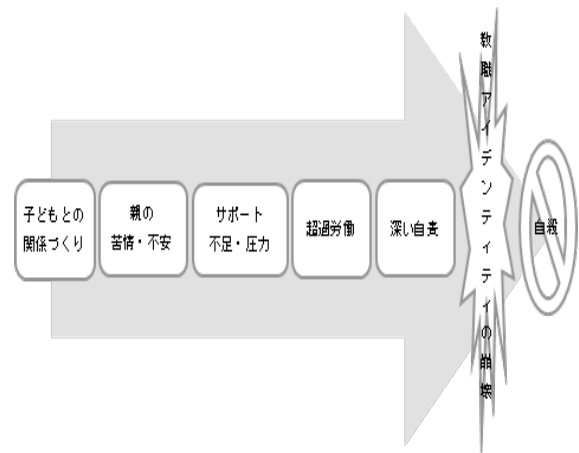 子どもとの
関係づくり
親の
苦情・不安
サポート
不足・圧力
超過労働
深い自責
教職アイデンティティの崩壊
自殺